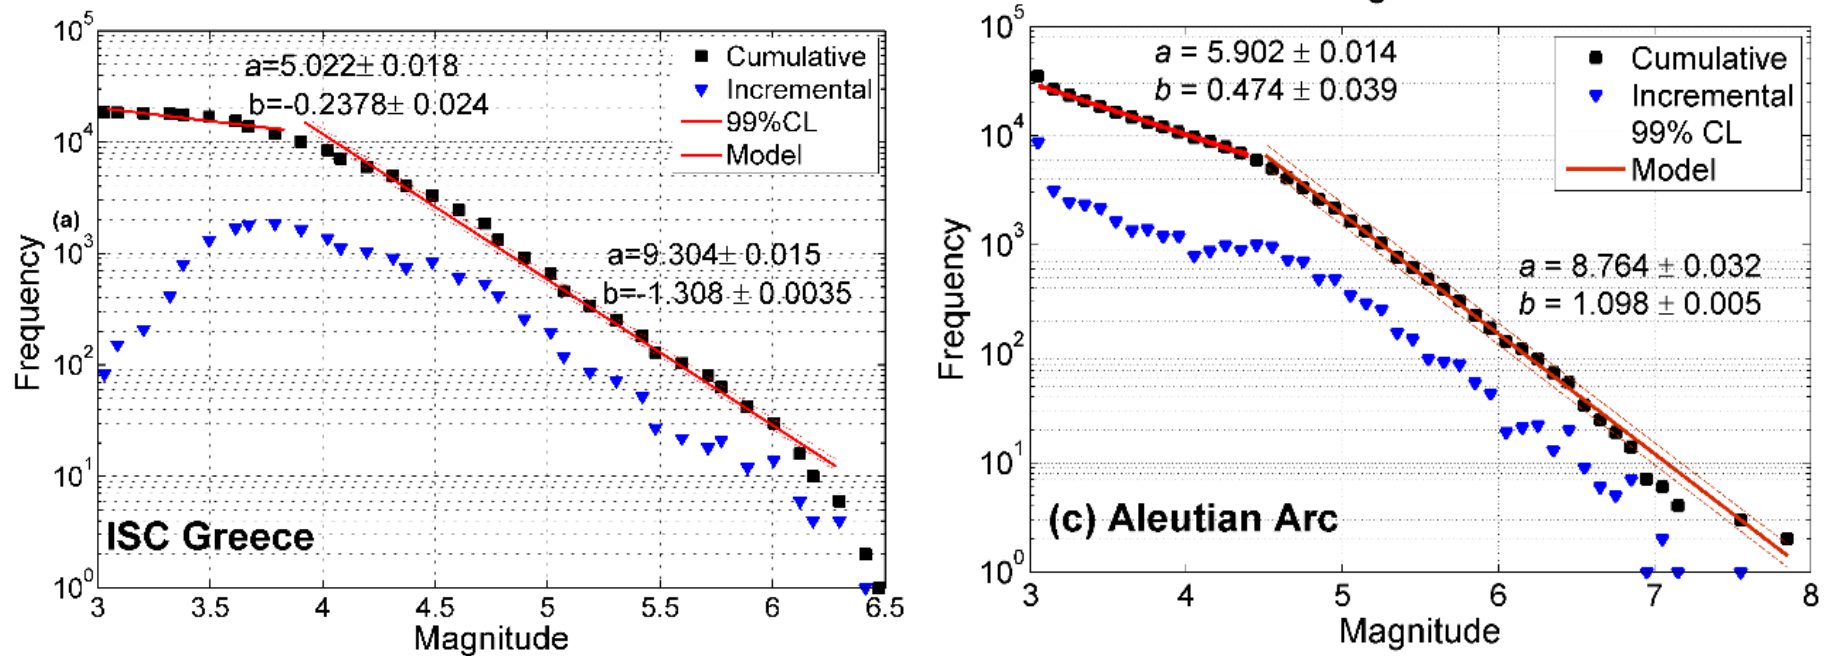 10^5
a=5.022± 0.018
b=-0.2378± 0.024
Cumulative
Incremental
99%CL
Model
10^4
(a)
10^3
a=9.304± 0.015
b=-1.308 ± 0.0035
Frequency
10^2
10^1
ISC Greece
10^0
3 3.5 4 4.5 5 5.5 6 6.5
Magnitude
10^5
a = 5.902 ± 0.014
b = 0.474 ± 0.039
Cumulative
Incremental
99% CL
Model
10^4
10^3
a = 8.764 ± 0.032
b = 1.098 ± 0.005
Frequency
10^2
10^1
(c) Aleutian Arc
10^0
3 4 5 6 7 8
Magnitude